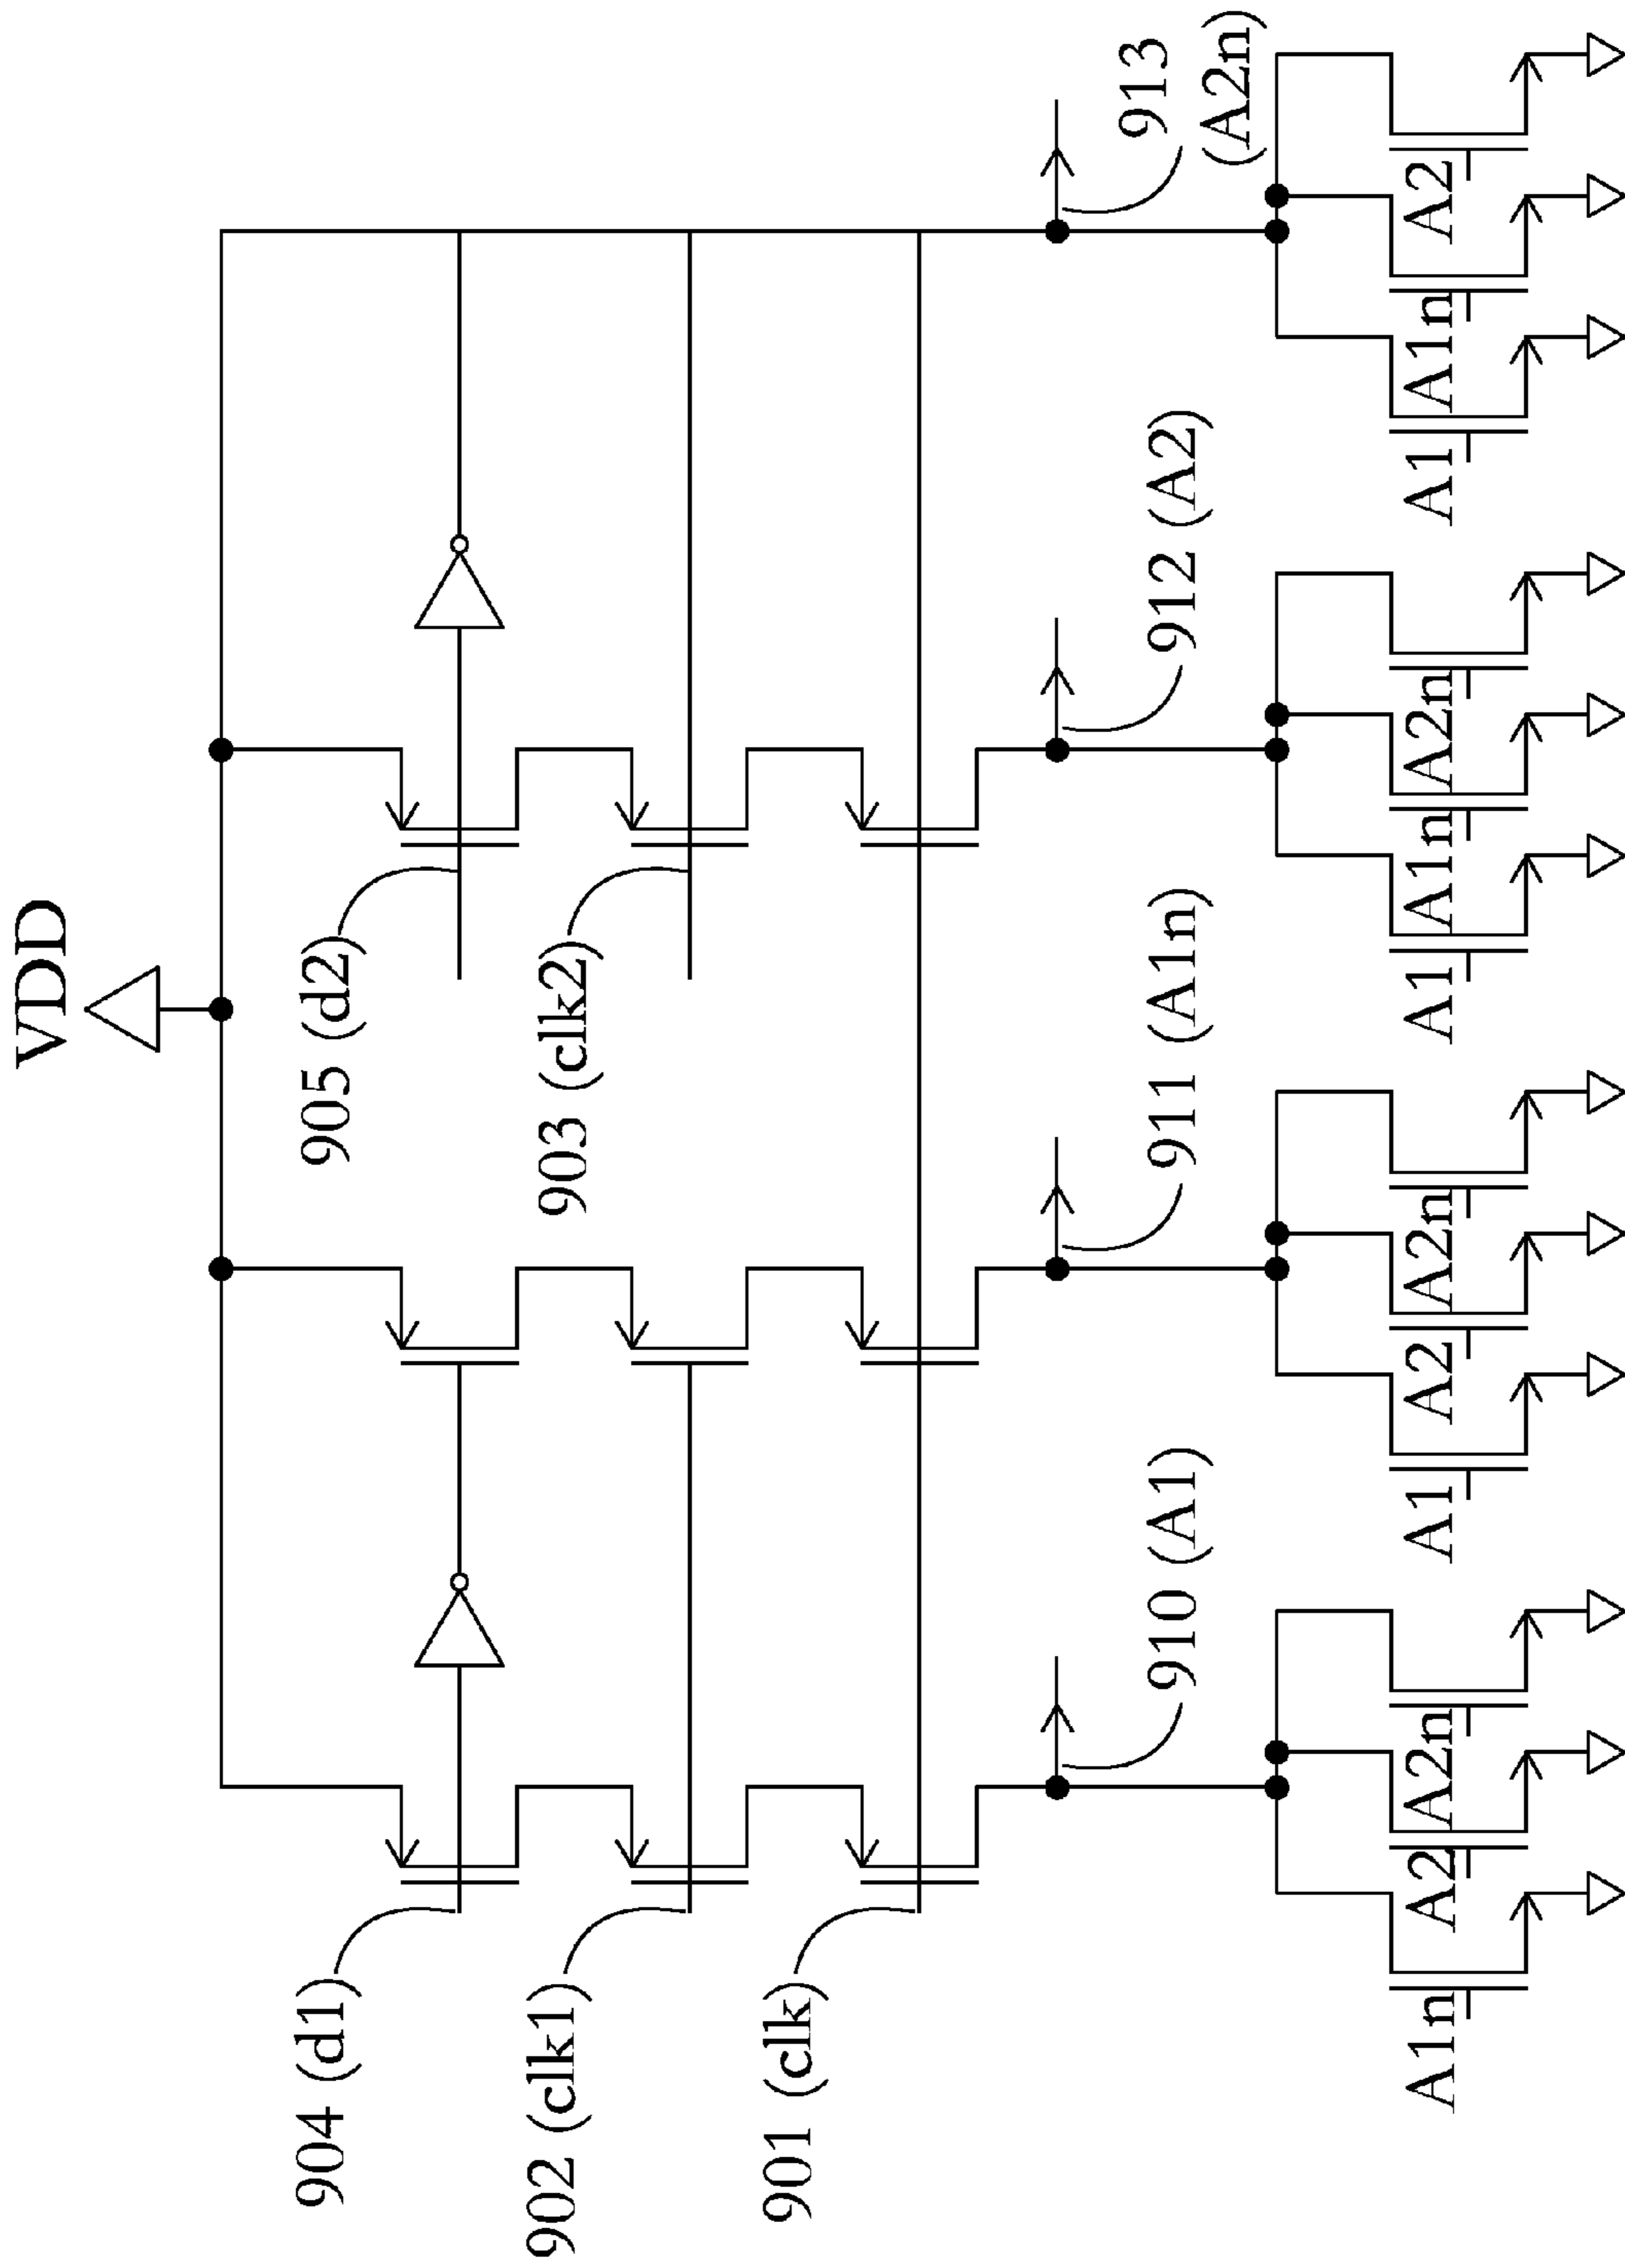 VDD
904 (d1)
905 (d2)
902 (clk1)
903 (clk2)
901 (clk)
910 (A1)
911 (A1n)
912 (A2)
913
(A2n)
A1n
A2
A2n
A1
A2
A2n
A1
A1n
A2n
A1
A1n
A2